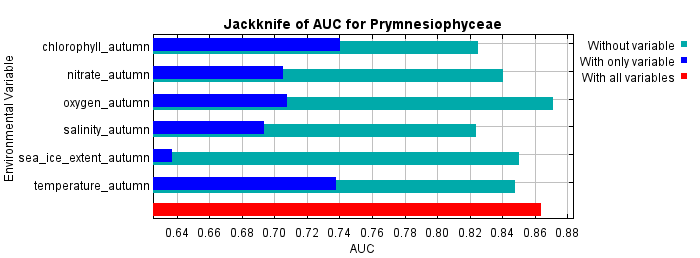 Jackknife of AUC for Prymnesiophyceae
Environmental Variable
chlorophyll_autumn
nitrate_autumn
oxygen_autumn
salinity_autumn
sea_ice_extent_autumn
temperature_autumn
Without variable
With only variable
With all variables
0.64 0.66 0.68 0.70 0.72 0.74 0.76 0.78 0.80 0.82 0.84 0.86 0.88
AUC